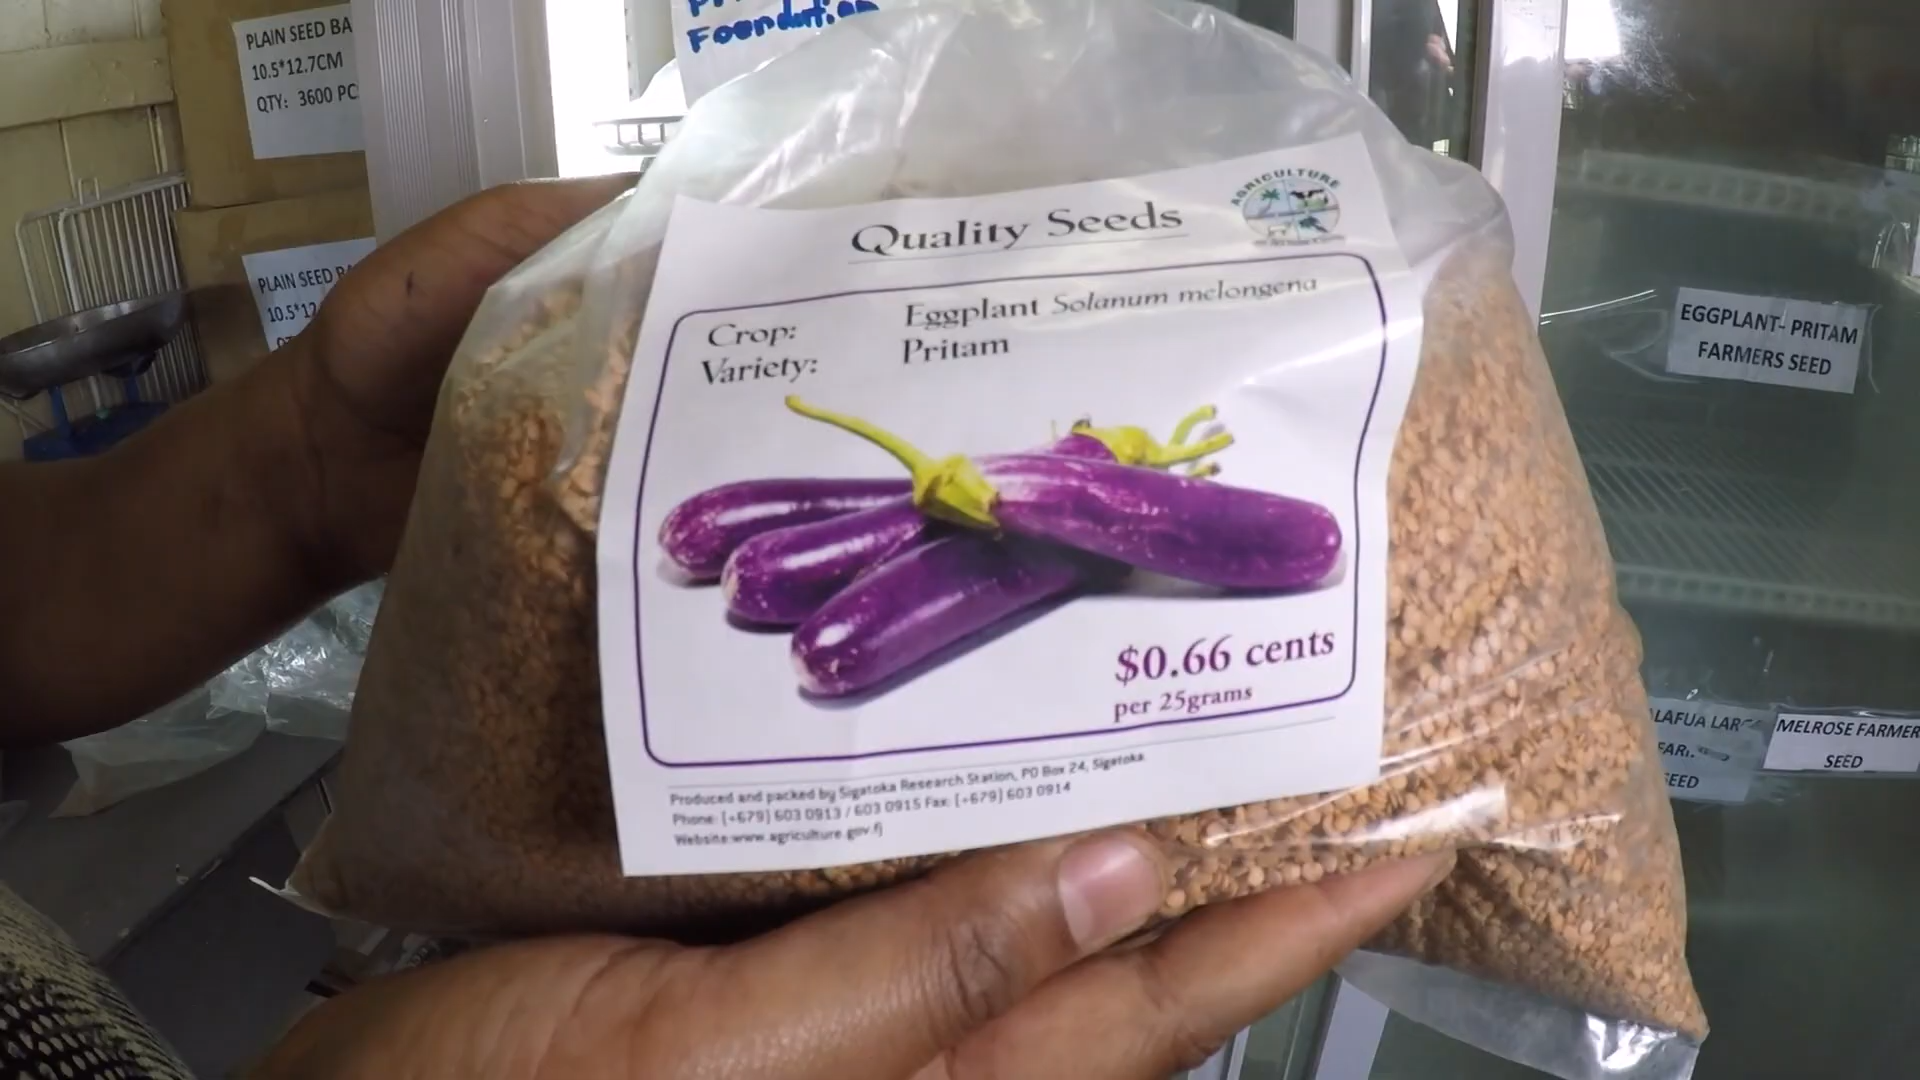 PLAIN SEED BA
10.5*12.7CM
QTY: 3600 PC
PLAIN SEED
10.5*12
Foundation
AGRICULTURE
Quality Seeds
Crop: Eggplant Solanum melongena
Variety: Pritam
$0.66 cents
per 25grams
Produced and packed by Sigatoka Research Station, PO Box 24, Sigatoka
Phone: (+679) 603 0913 / 603 0915 Fax: (+679) 603 0914
Website:www.agriculture.gov.fj
EGGPLANT- PRITAM
FARMERS SEED
ALAFUA LARGE
SEED
MELROSE FARMER
SEED